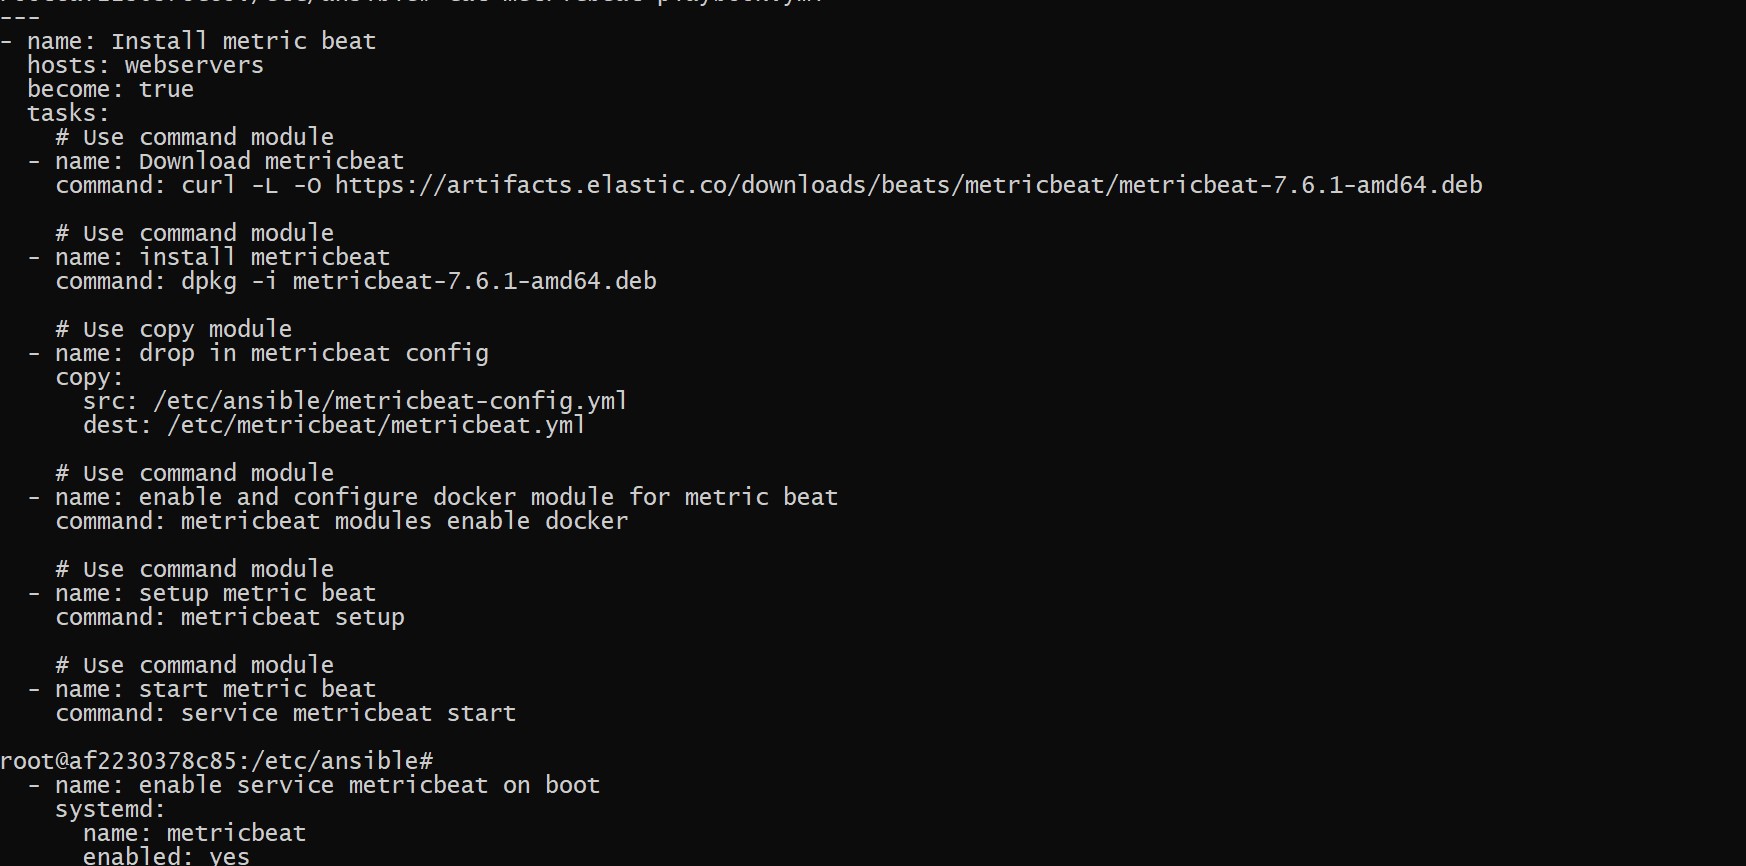 ---
- name: Install metric beat
  hosts: webservers
  become: true
  tasks:
    # Use command module
  - name: Download metricbeat
    command: curl -L -O https://artifacts.elastic.co/downloads/beats/metricbeat/metricbeat-7.6.1-amd64.deb

    # Use command module
  - name: install metricbeat
    command: dpkg -i metricbeat-7.6.1-amd64.deb

    # Use copy module
  - name: drop in metricbeat config
    copy:
      src: /etc/ansible/metricbeat-config.yml
      dest: /etc/metricbeat/metricbeat.yml

    # Use command module
  - name: enable and configure docker module for metric beat
    command: metricbeat modules enable docker

    # Use command module
  - name: setup metric beat
    command: metricbeat setup

    # Use command module
  - name: start metric beat
    command: service metricbeat start

root@af2230378c85:/etc/ansible#
  - name: enable service metricbeat on boot
    systemd:
      name: metricbeat
      enabled: yes